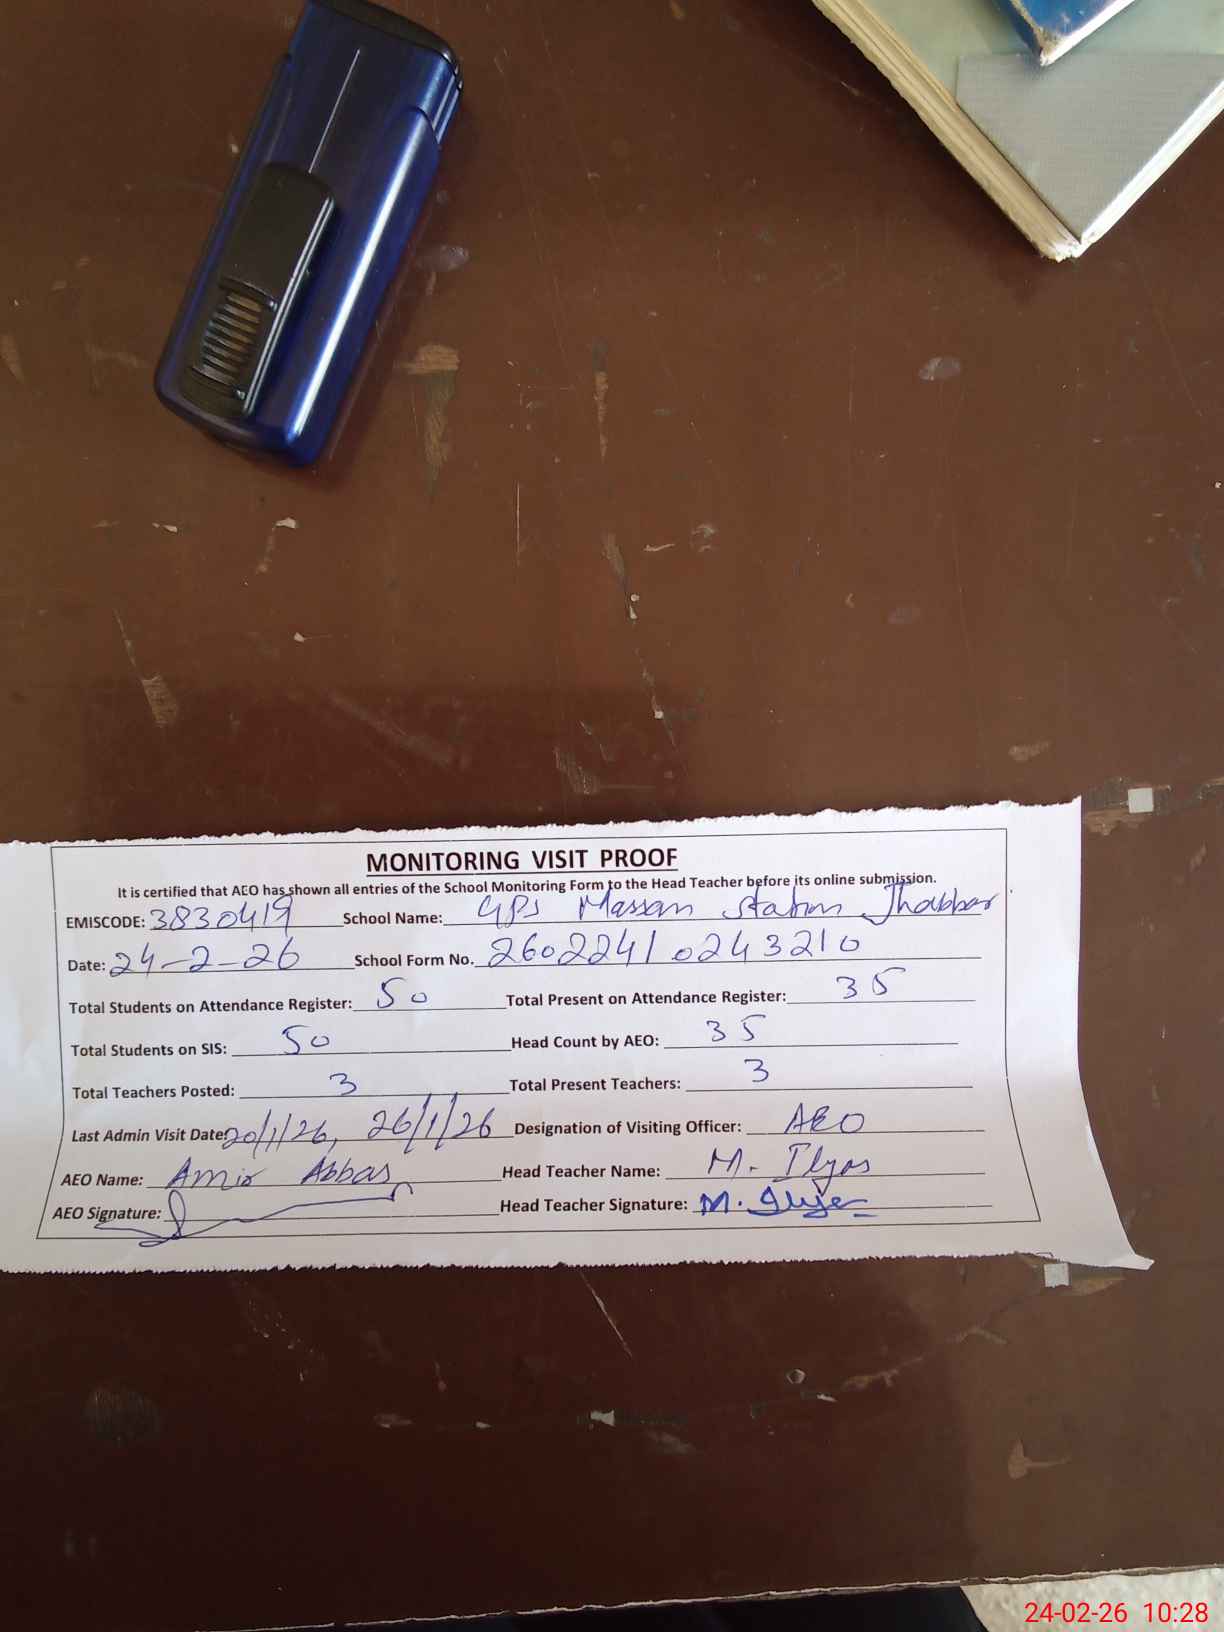 MONITORING VISIT PROOF
It is certified that AEO has shown all entries of the School Monitoring Form to the Head Teacher before its online submission.
EMISCODE: 3830419 School Name: GPS Massan Station Jhabbar
Date: 24-2-26 School Form No. 26022410243210
Total Students on Attendance Register: 50 Total Present on Attendance Register: 35
Total Students on SIS: 50 Head Count by AEO: 35
Total Teachers Posted: 3 Total Present Teachers: 3
Last Admin Visit Date: 20/1/26, 26/1/26 Designation of Visiting Officer: AEO
AEO Name: Amir Abbas Head Teacher Name: M. Ilyas
AEO Signature: Head Teacher Signature: M. Ilyas
24-02-26 10:28